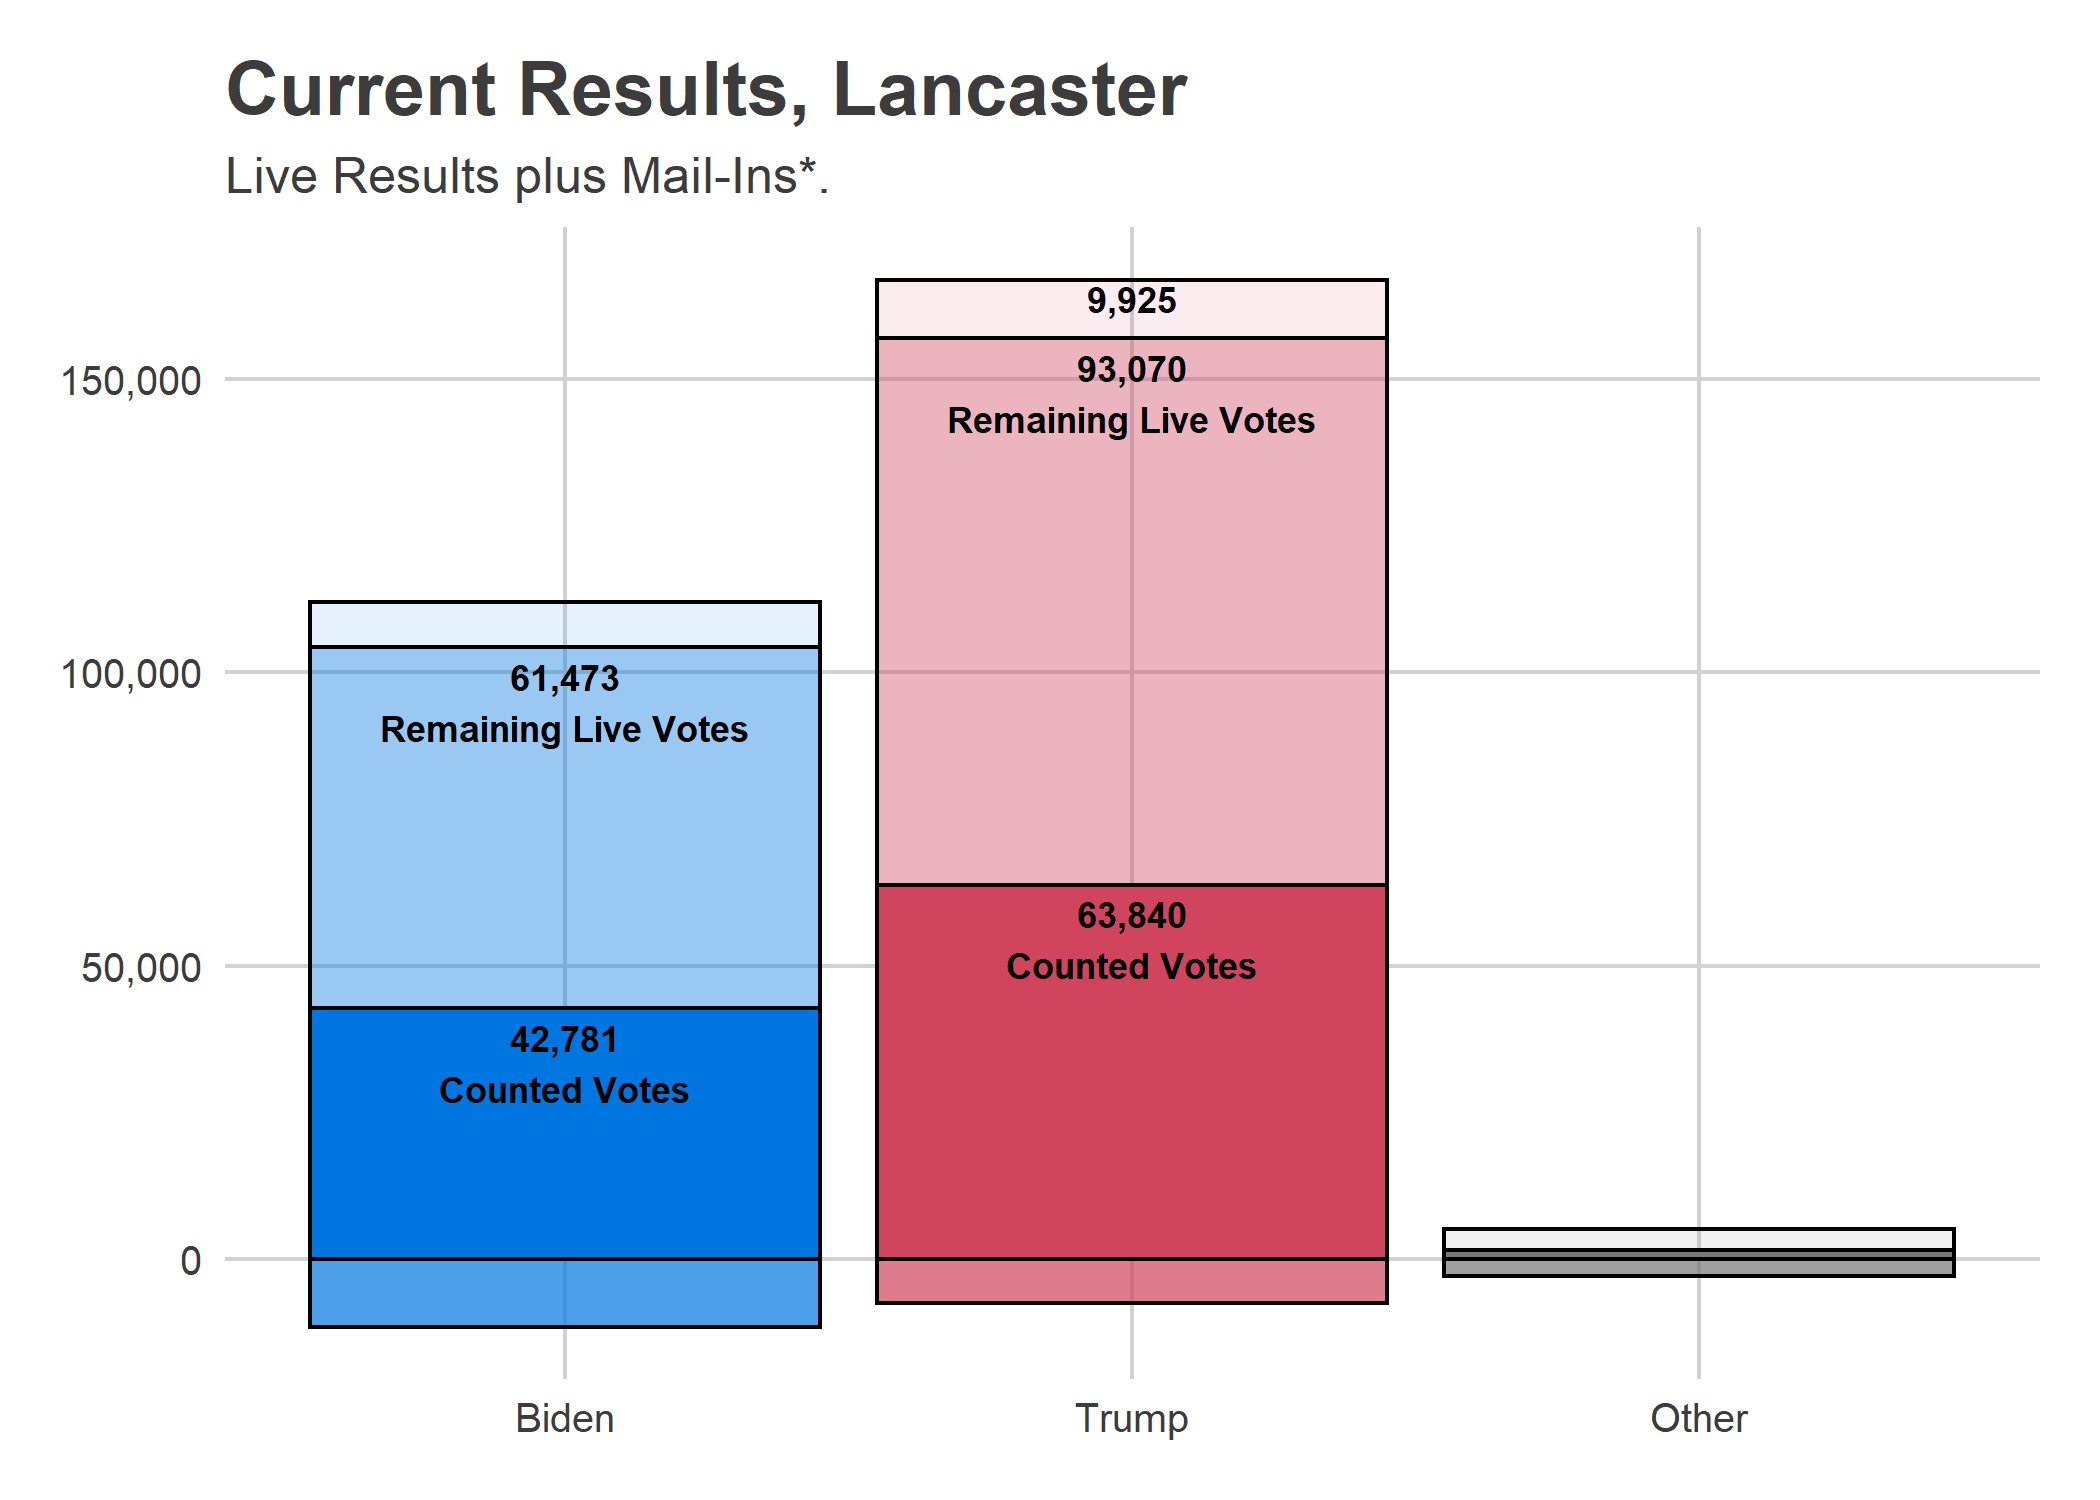 Current Results, Lancaster
Live Results plus Mail-Ins*.
9,925
93,070
Remaining Live Votes
150,000
61,473
Remaining Live Votes
100,000
63,840
Counted Votes
50,000
42,781
Counted Votes
0
Biden
Trump
Other